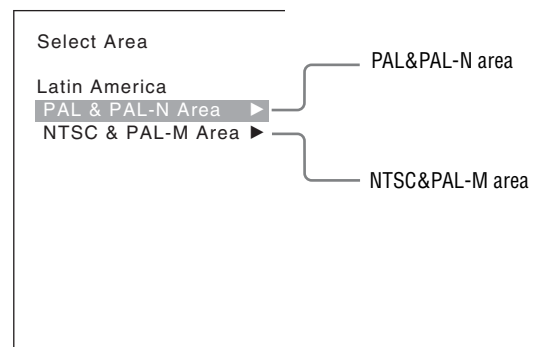 Select Area
PAL&PAL-N area
Latin America
PAL & PAL-N Area ▶
NTSC & PAL-M Area ▶
NTSC&PAL-M area